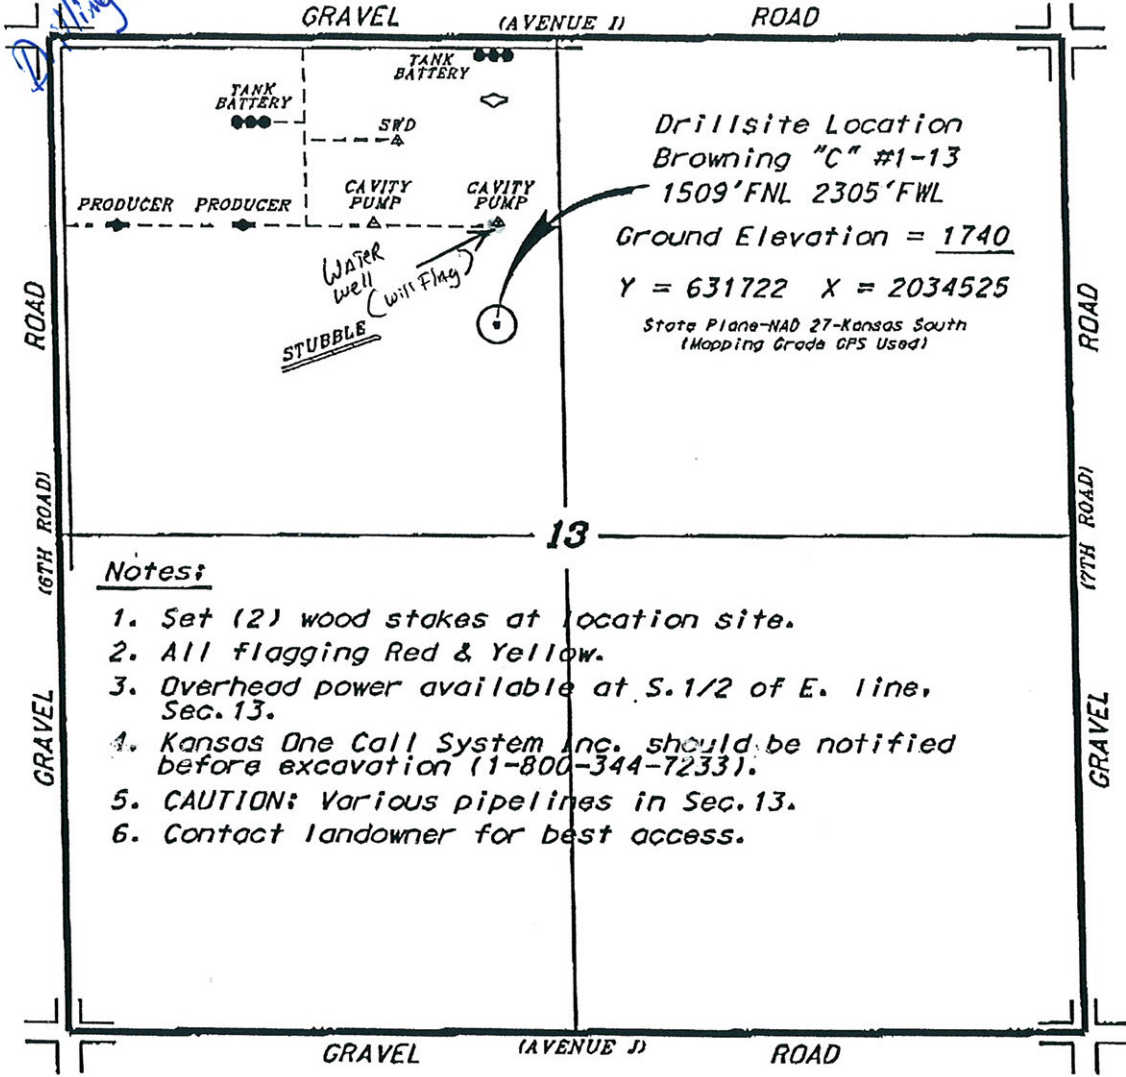 Drilling
GRAVEL (AVENUE I) ROAD
TANK
BATTERY
TANK
BATTERY
SWD
PRODUCER PRODUCER
CAVITY
PUMP
CAVITY
PUMP
WATER
well
(will Flag)
STUBBLE
Drillsite Location
Browning "C" #1-13
1509'FNL 2305'FWL
Ground Elevation = 1740
Y = 631722 X = 2034525
State Plane-NAD 27-Kansas South
(Mapping Grade GPS Used)
ROAD
(6TH ROAD)
GRAVEL
ROAD
(7TH ROAD)
GRAVEL
13
Notes:
1. Set (2) wood stakes at location site.
2. All flagging Red & Yellow.
3. Overhead power available at S. 1/2 of E. line,
Sec. 13.
4. Kansas One Call System Inc. should be notified
before excavation (1-800-344-7233).
5. CAUTION: Various pipelines in Sec. 13.
6. Contact landowner for best access.
GRAVEL (AVENUE J) ROAD